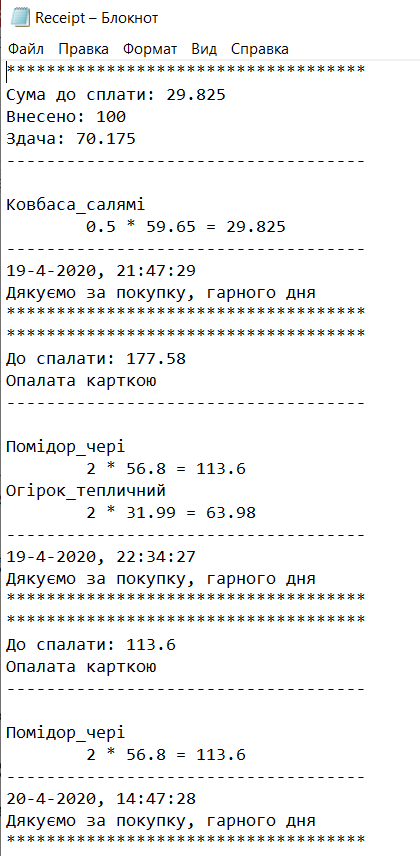 Receipt – Блокнот
Файл Правка Формат Вид Справка
************************************
Сума до сплати: 29.825
Внесено: 100
Здача: 70.175
------------------------------------
Ковбаса_салямі
0.5 * 59.65 = 29.825
------------------------------------
19-4-2020, 21:47:29
Дякуємо за покупку, гарного дня
************************************
************************************
До спалати: 177.58
Опалата карткою
------------------------------------
Помідор_чері
2 * 56.8 = 113.6
Огірок_тепличний
2 * 31.99 = 63.98
------------------------------------
19-4-2020, 22:34:27
Дякуємо за покупку, гарного дня
************************************
************************************
До спалати: 113.6
Опалата карткою
------------------------------------
Помідор_чері
2 * 56.8 = 113.6
------------------------------------
20-4-2020, 14:47:28
Дякуємо за покупку, гарного дня
************************************